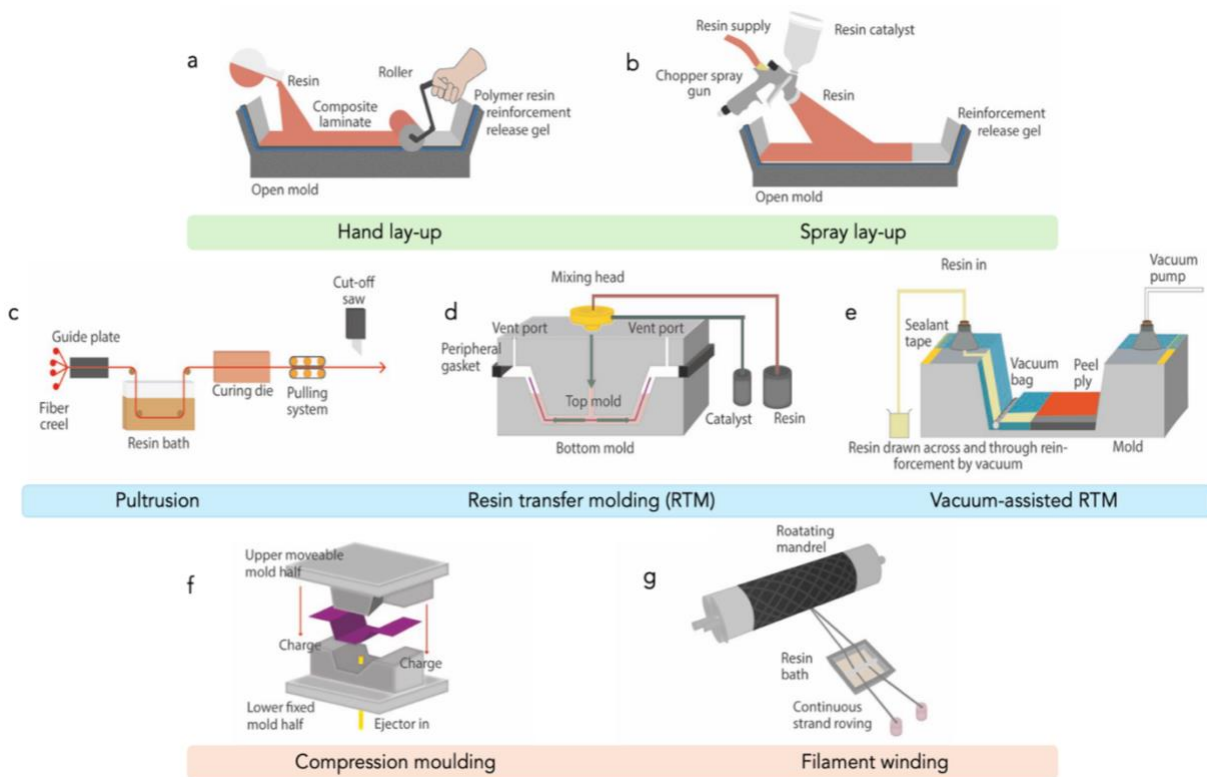 a
Resin
Composite
laminate
Roller
Polymer resin
reinforcement
release gel
Open mold
b
Resin supply
Resin catalyst
Chopper spray
gun
Resin
Reinforcement
release gel
Open mold
Hand lay-up
Spray lay-up
c
Guide plate
Fiber
creel
Resin bath
Curing die
Pulling
system
Cut-off
saw
d
Mixing head
Vent port
Vent port
Peripheral
gasket
Top mold
Bottom mold
Catalyst
Resin
e
Resin in
Vacuum
pump
Sealant
tape
Vacuum
bag
Peel
ply
Resin drawn across and through rein-
forcement by vacuum
Mold
Pultrusion
Resin transfer molding (RTM)
Vacuum-assisted RTM
f
Upper moveable
mold half
Charge
Charge
Lower fixed
mold half
Ejector in
g
Roatating
mandrel
Resin
bath
Continuous
strand roving
Compression moulding
Filament winding